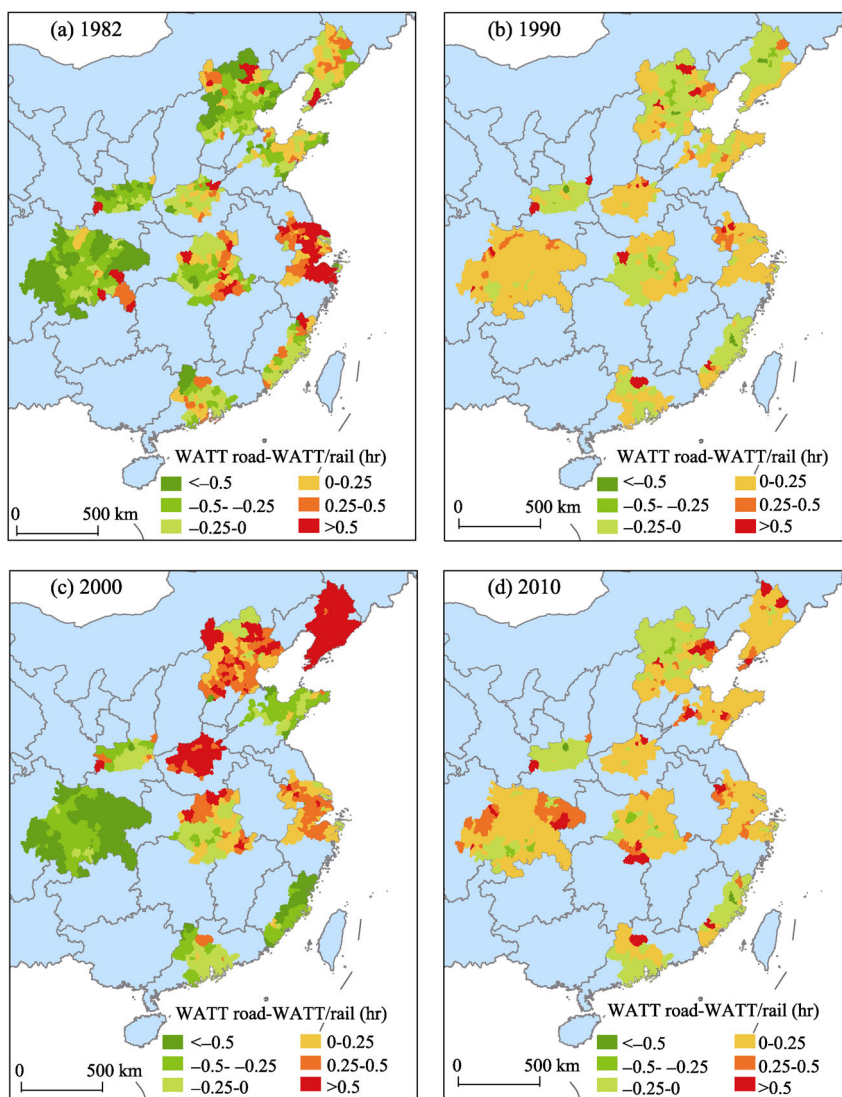 (a) 1982
WATT road-WATT/rail (hr)
<–0.5
0-0.25
–0.5- –0.25
0.25-0.5
–0.25-0
>0.5
0 500 km
(b) 1990
WATT road-WATT/rail (hr)
<–0.5
0-0.25
–0.5- –0.25
0.25-0.5
–0.25-0
>0.5
0 500 km
(c) 2000
WATT road-WATT/rail (hr)
<–0.5
0-0.25
–0.5- –0.25
0.25-0.5
–0.25-0
>0.5
0 500 km
(d) 2010
WATT road-WATT/rail (hr)
<–0.5
0-0.25
–0.5- –0.25
0.25-0.5
–0.25-0
>0.5
0 500 km